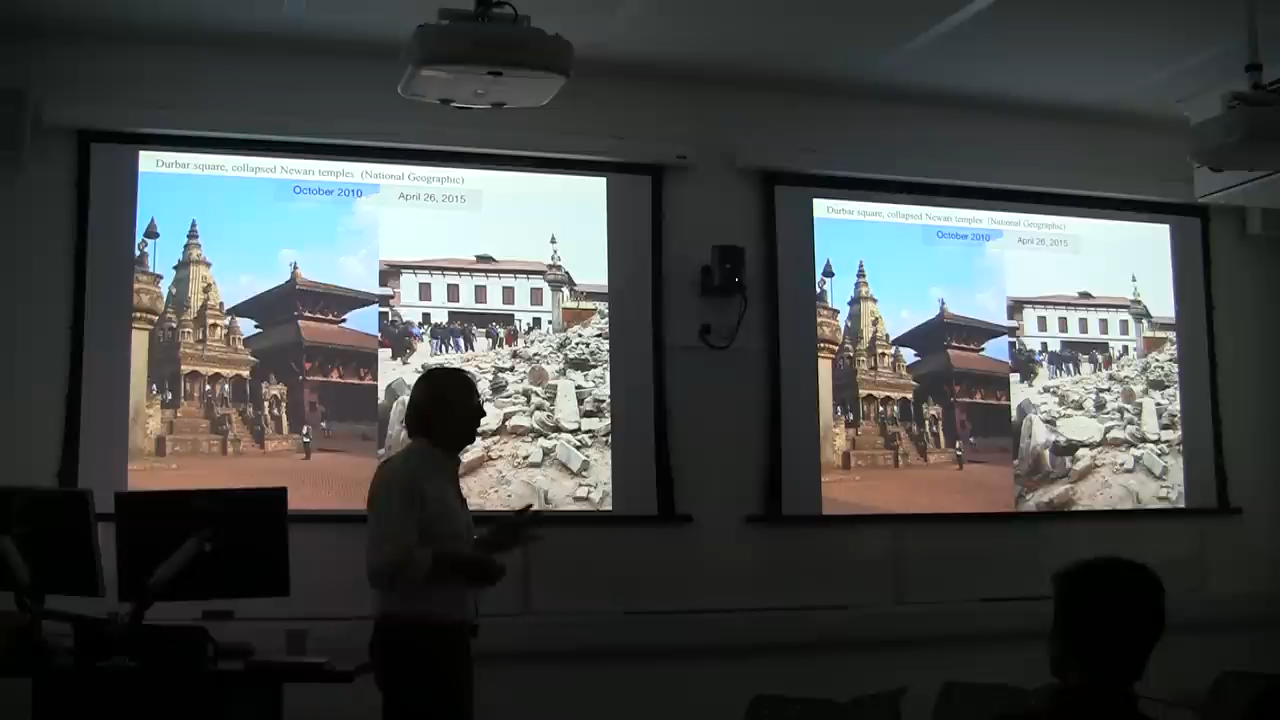 Durbar square, collapsed Newari temples (National Geographic)
October 2010
April 26, 2015
Durbar square, collapsed Newari temples (National Geographic)
October 2010
April 26, 2015